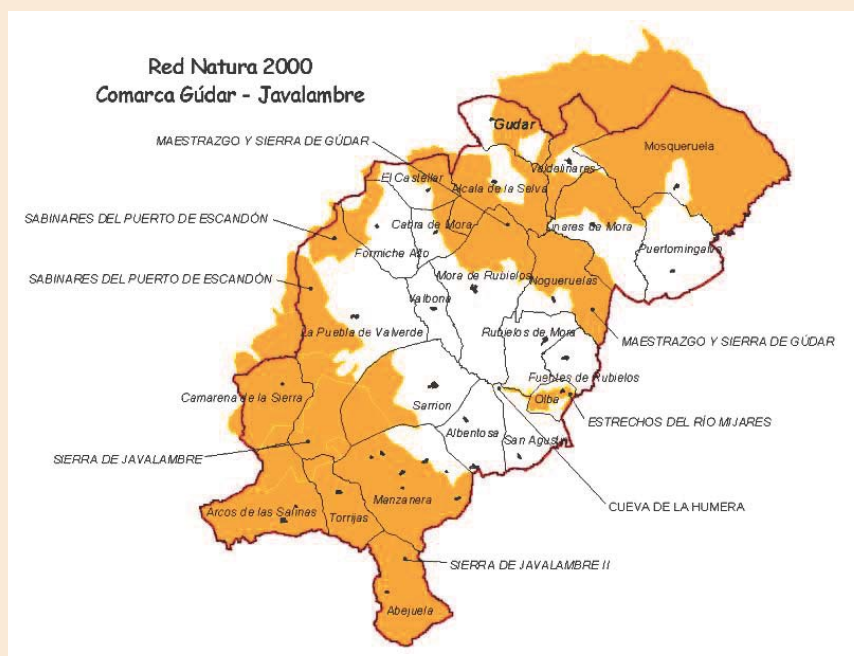 Red Natura 2000
Comarca Gúdar - Javalambre
Gudar
MAESTRAZGO Y SIERRA DE GÚDAR
Mosqueruela
Valdelinares
El Castellar
Alcala de la Selva
SABINARES DEL PUERTO DE ESCANDÓN
Cabra de Mora
Linares de Mora
Formiche Alto
Puertomingalvo
SABINARES DEL PUERTO DE ESCANDÓN
Mora de Rubielos
Nogueruelas
Valbona
La Puebla de Valverde
Rubielos de Mora
MAESTRAZGO Y SIERRA DE GÚDAR
Fuentes de Rubielos
Camarena de la Sierra
Olba
Sarrion
ESTRECHOS DEL RÍO MIJARES
Albentosa
San Agustin
SIERRA DE JAVALAMBRE
Manzanera
CUEVA DE LA HUMERA
Arcos de las Salinas
Torrijas
SIERRA DE JAVALAMBRE II
Abejuela